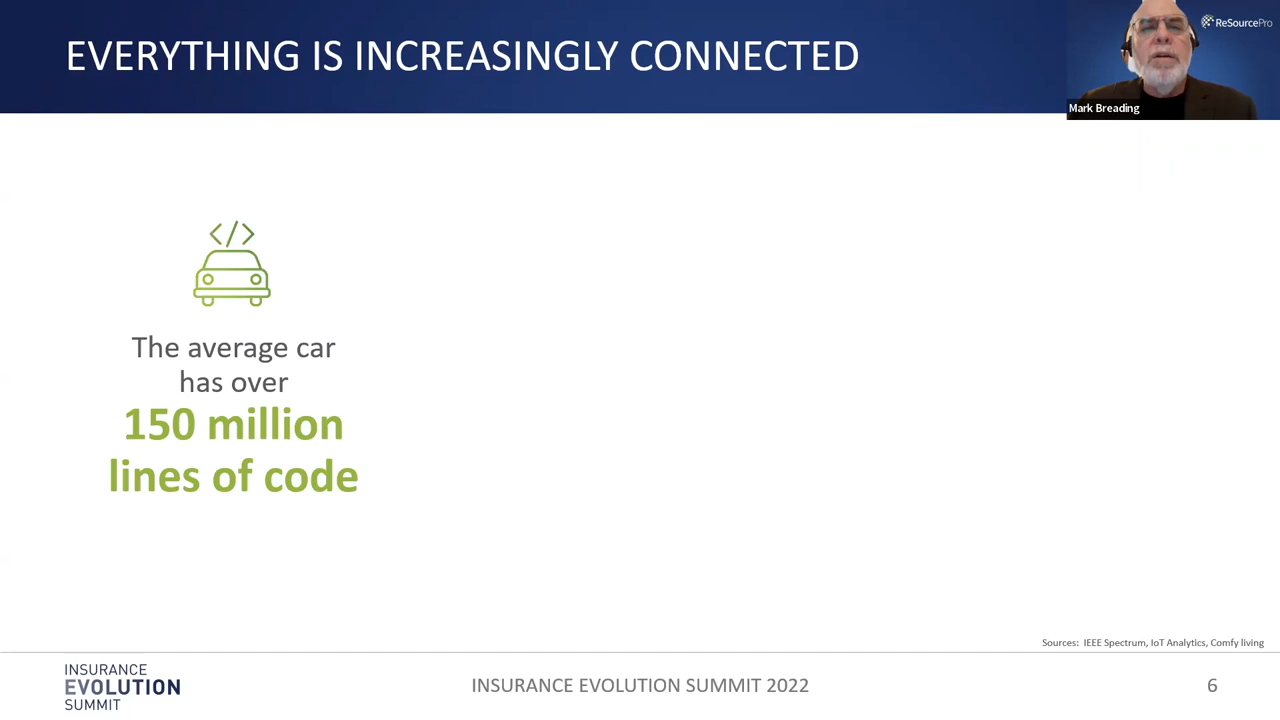 EVERYTHING IS INCREASINGLY CONNECTED
ReSourcePro
Mark Breading
</>
The average car
has over
150 million
lines of code
Sources: IEEE Spectrum, IoT Analytics, Comfy living
INSURANCE
EVOLUTION
SUMMIT
INSURANCE EVOLUTION SUMMIT 2022
6